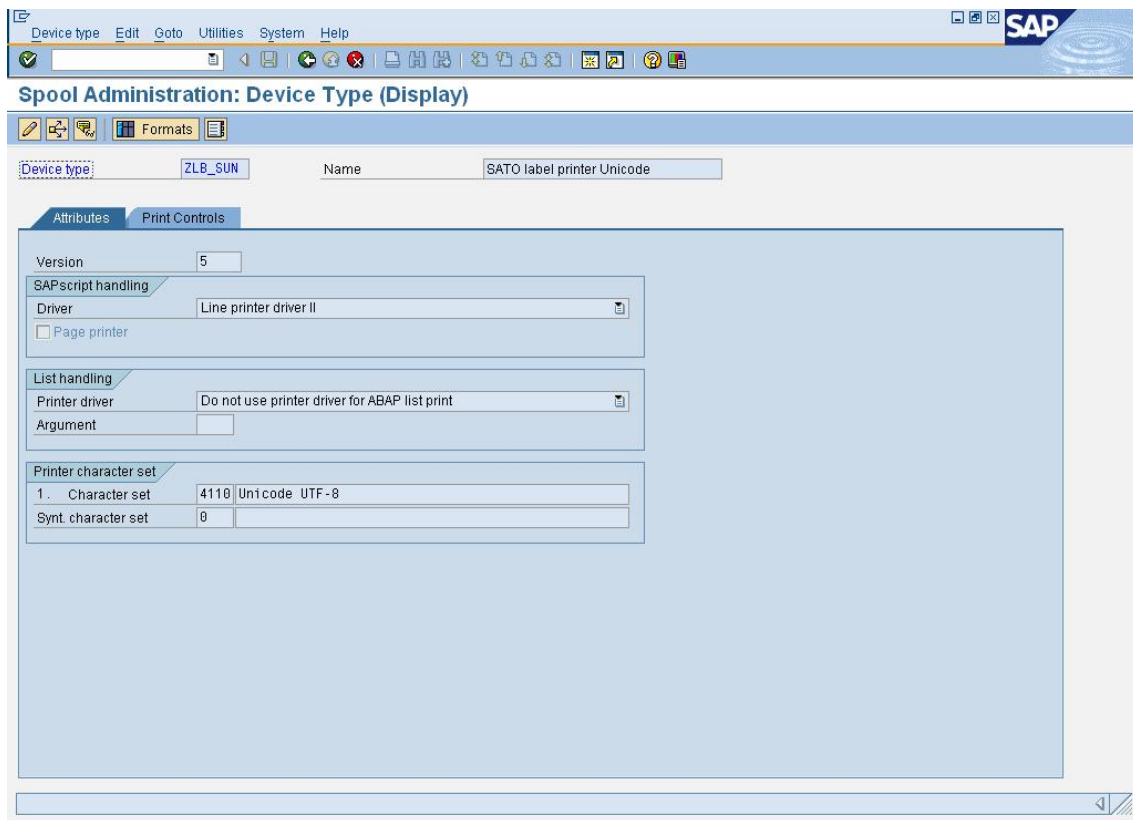 Device type Edit Goto Utilities System Help
SAP
Spool Administration: Device Type (Display)
Formats
Device type ZLB_SUN Name SATO label printer Unicode
Attributes Print Controls
Version 5
SAPscript handling
Driver Line printer driver II
Page printer
List handling
Printer driver Do not use printer driver for ABAP list print
Argument
Printer character set
1. Character set 4110 Unicode UTF-8
Synt. character set 0